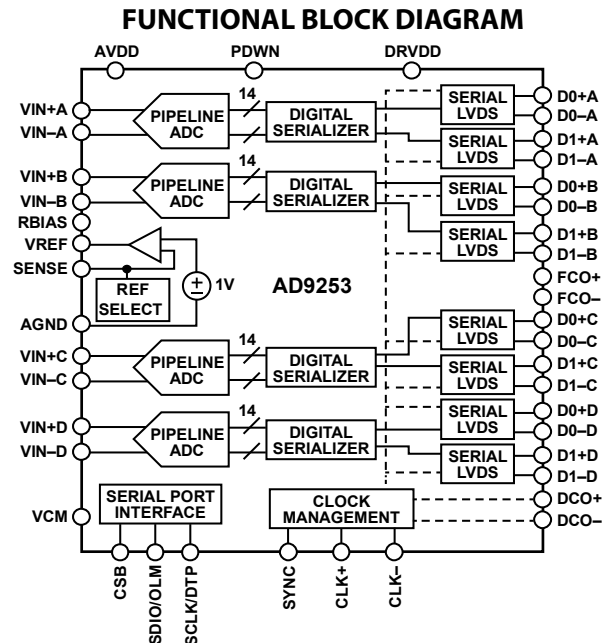 FUNCTIONAL BLOCK DIAGRAM
AVDD
PDWN
DRVDD
VIN+A
VIN–A
PIPELINE
ADC
14
DIGITAL
SERIALIZER
SERIAL
LVDS
D0+A
D0–A
SERIAL
LVDS
D1+A
D1–A
VIN+B
VIN–B
PIPELINE
ADC
14
DIGITAL
SERIALIZER
SERIAL
LVDS
D0+B
D0–B
SERIAL
LVDS
D1+B
D1–B
RBIAS
VREF
SENSE
REF
SELECT
+
–
1V
AD9253
FCO+
FCO–
AGND
VIN+C
VIN–C
PIPELINE
ADC
14
DIGITAL
SERIALIZER
SERIAL
LVDS
D0+C
D0–C
SERIAL
LVDS
D1+C
D1–C
VIN+D
VIN–D
PIPELINE
ADC
14
DIGITAL
SERIALIZER
SERIAL
LVDS
D0+D
D0–D
SERIAL
LVDS
D1+D
D1–D
VCM
SERIAL PORT
INTERFACE
CLOCK
MANAGEMENT
DCO+
DCO–
CSB
SDIO/OLM
SCLK/DTP
SYNC
CLK+
CLK–